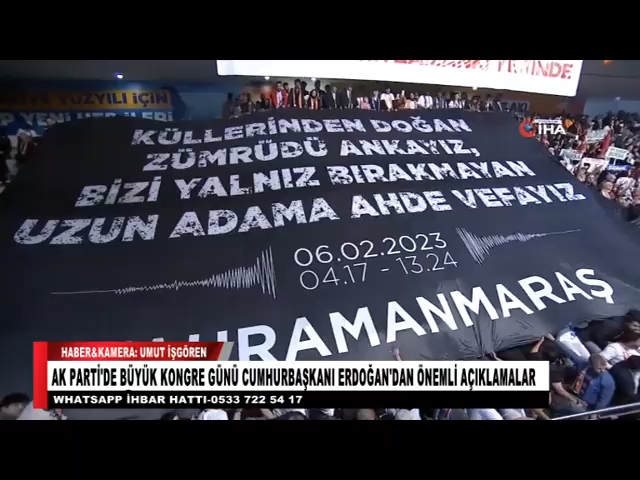 YENİNDE
YÜZYILI İÇİN
İHA
KÜLLERİNDEN DOĞAN
ZÜMRÜDÜ ANKAYIZ,
BİZİ YALNIZ BIRAKMAYAN
UZUN ADAMA AHDE VEFAYIZ
06.02.2023
04.17 - 13.24
AHRAMANMARAŞ
HABER&KAMERA: UMUT İŞGÖREN
AK PARTİ'DE BÜYÜK KONGRE GÜNÜ CUMHURBAŞKANI ERDOĞAN'DAN ÖNEMLİ AÇIKLAMALAR
WHATSAPP İHBAR HATTI-0533 722 54 17